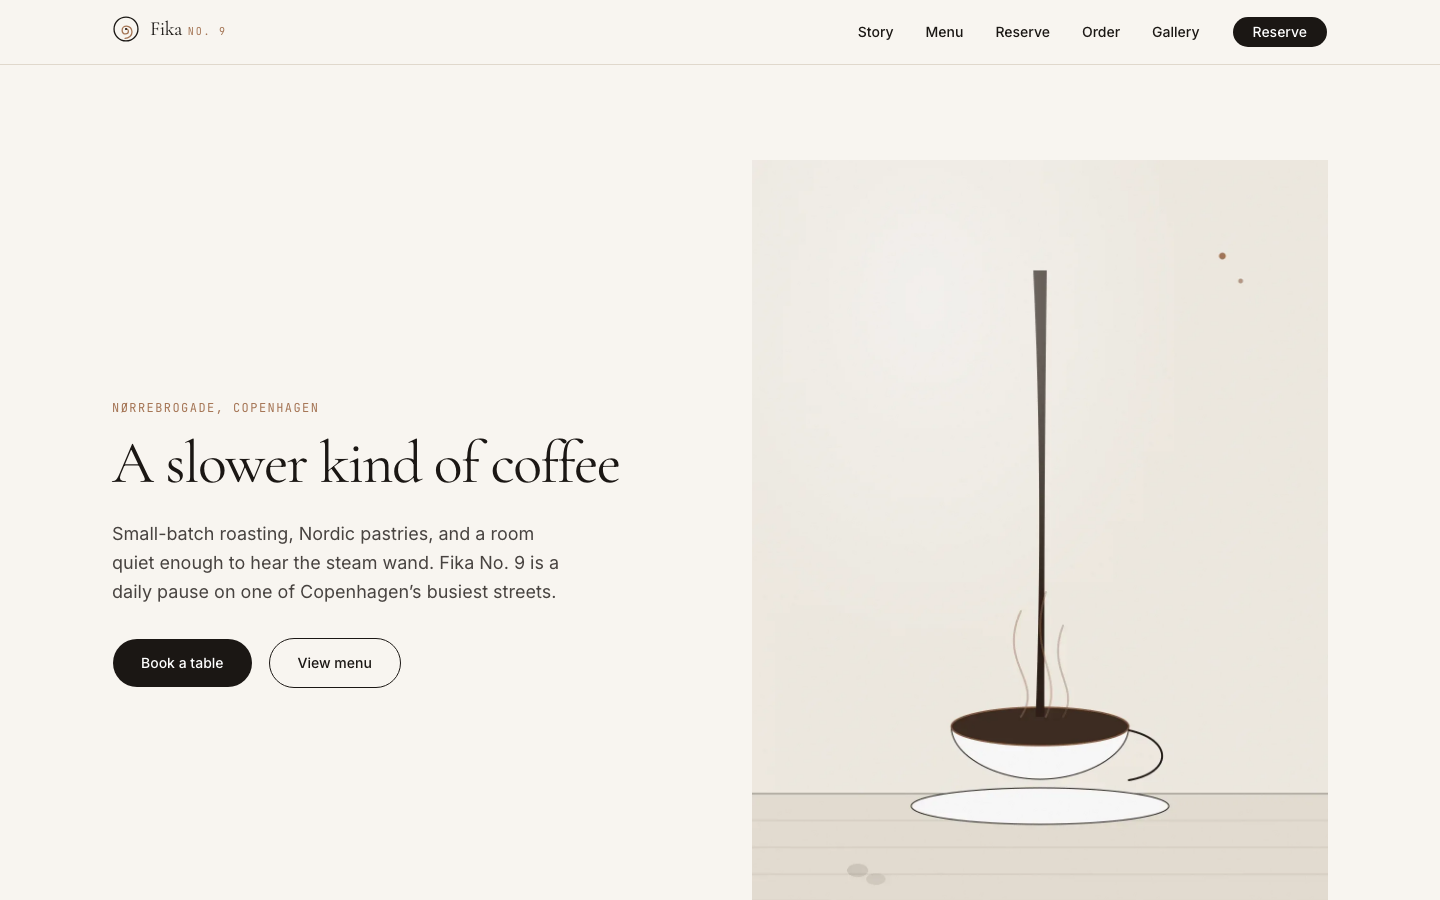 Fika NO. 9
Story Menu Reserve Order Gallery Reserve
NØRREBROGADE, COPENHAGEN
A slower kind of coffee
Small-batch roasting, Nordic pastries, and a room
quiet enough to hear the steam wand. Fika No. 9 is a
daily pause on one of Copenhagen’s busiest streets.
Book a table View menu